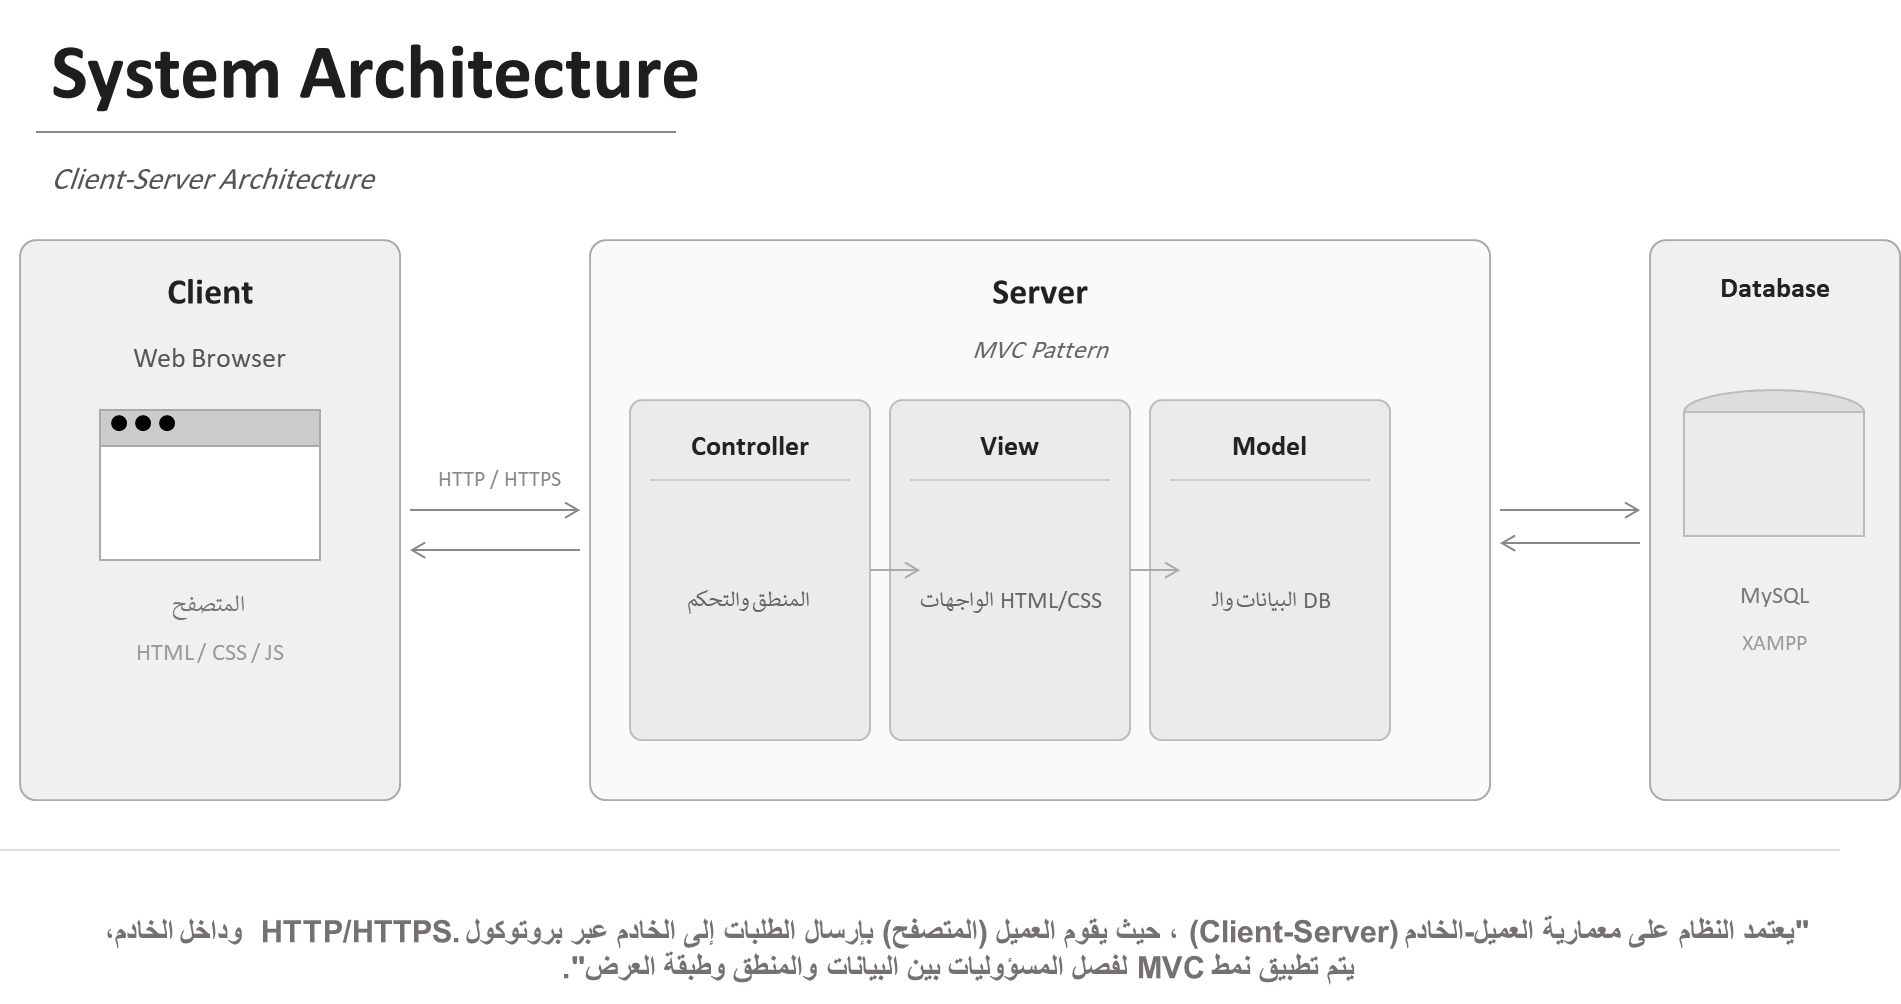 System Architecture
Client-Server Architecture
Client
Web Browser
المتصفح
HTML / CSS / JS
HTTP / HTTPS
Server
MVC Pattern
Controller
المنطق والتحكم
View
الواجهات HTML/CSS
Model
البيانات والـ DB
Database
MySQL
XAMPP
"يعتمد النظام على معمارية العميل-الخادم (Client-Server) ، حيث يقوم العميل (المتصفح) بإرسال الطلبات إلى الخادم عبر بروتوكول .HTTP/HTTPS وداخل الخادم،
يتم تطبيق نمط MVC لفصل المسؤوليات بين البيانات والمنطق وطبقة العرض".